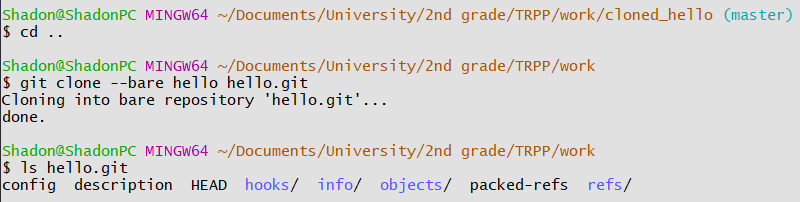 Shadon@ShadonPC MINGW64 ~/Documents/University/2nd grade/TRPP/work/cloned_hello (master)
$ cd ..
Shadon@ShadonPC MINGW64 ~/Documents/University/2nd grade/TRPP/work
$ git clone --bare hello hello.git
Cloning into bare repository 'hello.git'...
done.
Shadon@ShadonPC MINGW64 ~/Documents/University/2nd grade/TRPP/work
$ ls hello.git
config  description  HEAD  hooks/  info/  objects/  packed-refs  refs/